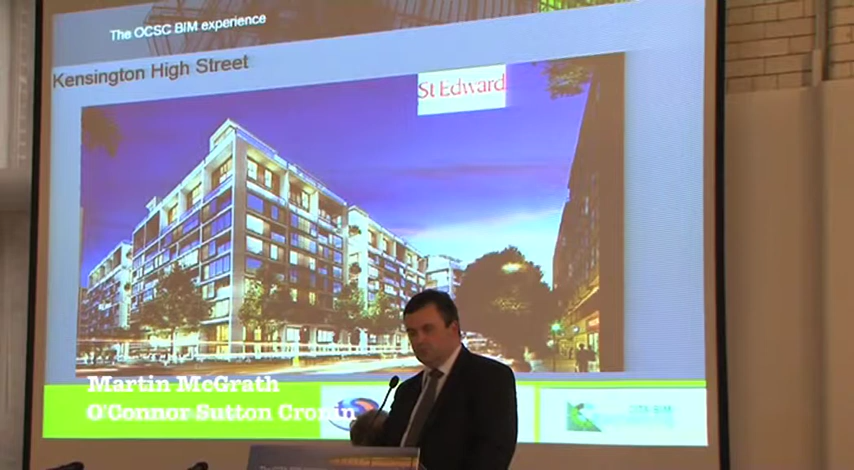 The OCSC BIM experience
Kensington High Street
St Edward
Martin McGrath
O'Connor Sutton Cronin